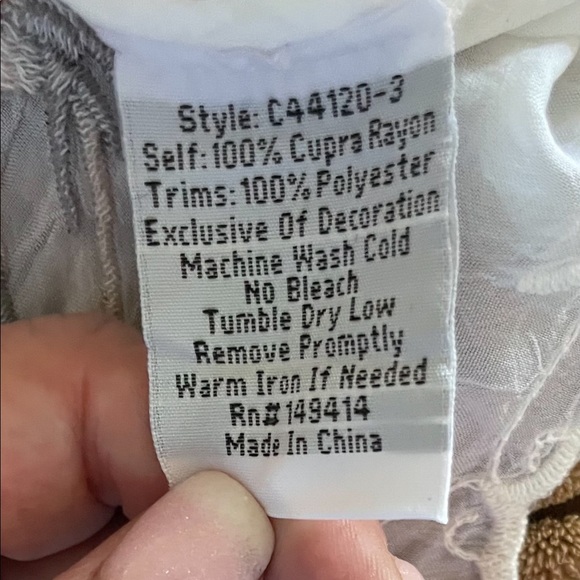 Style: C44120-3
Self: 100% Cupra Rayon
Trims: 100% Polyester
Exclusive Of Decoration
Machine Wash Cold
No Bleach
Tumble Dry Low
Remove Promptly
Warm Iron If Needed
Rn# 149414
Made In China